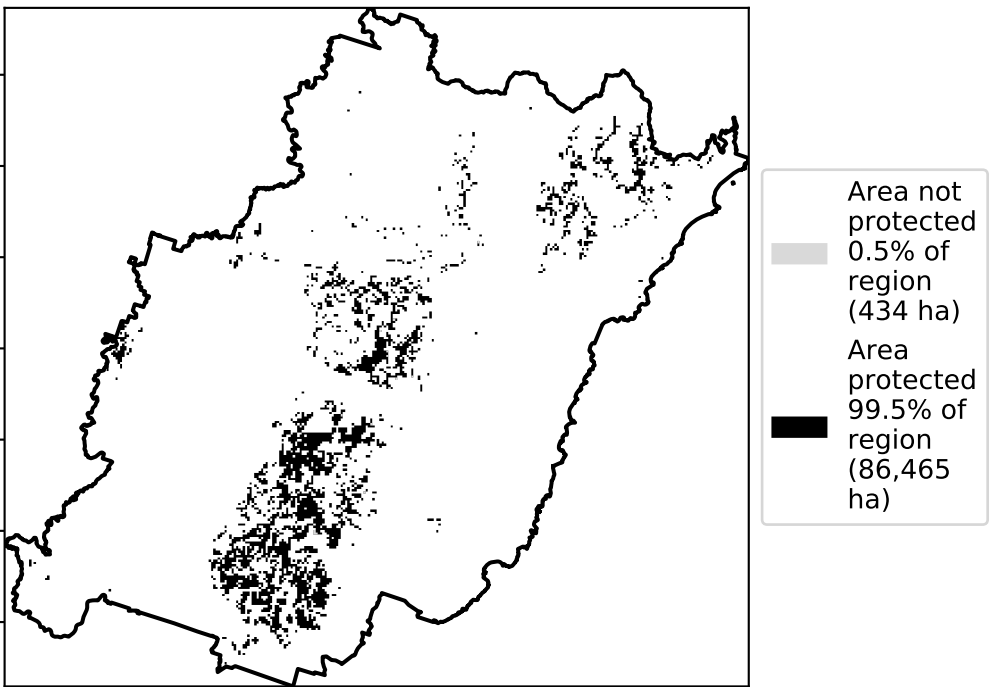 Area not
protected
0.5% of
region
(434 ha)
Area
protected
99.5% of
region
(86,465
ha)